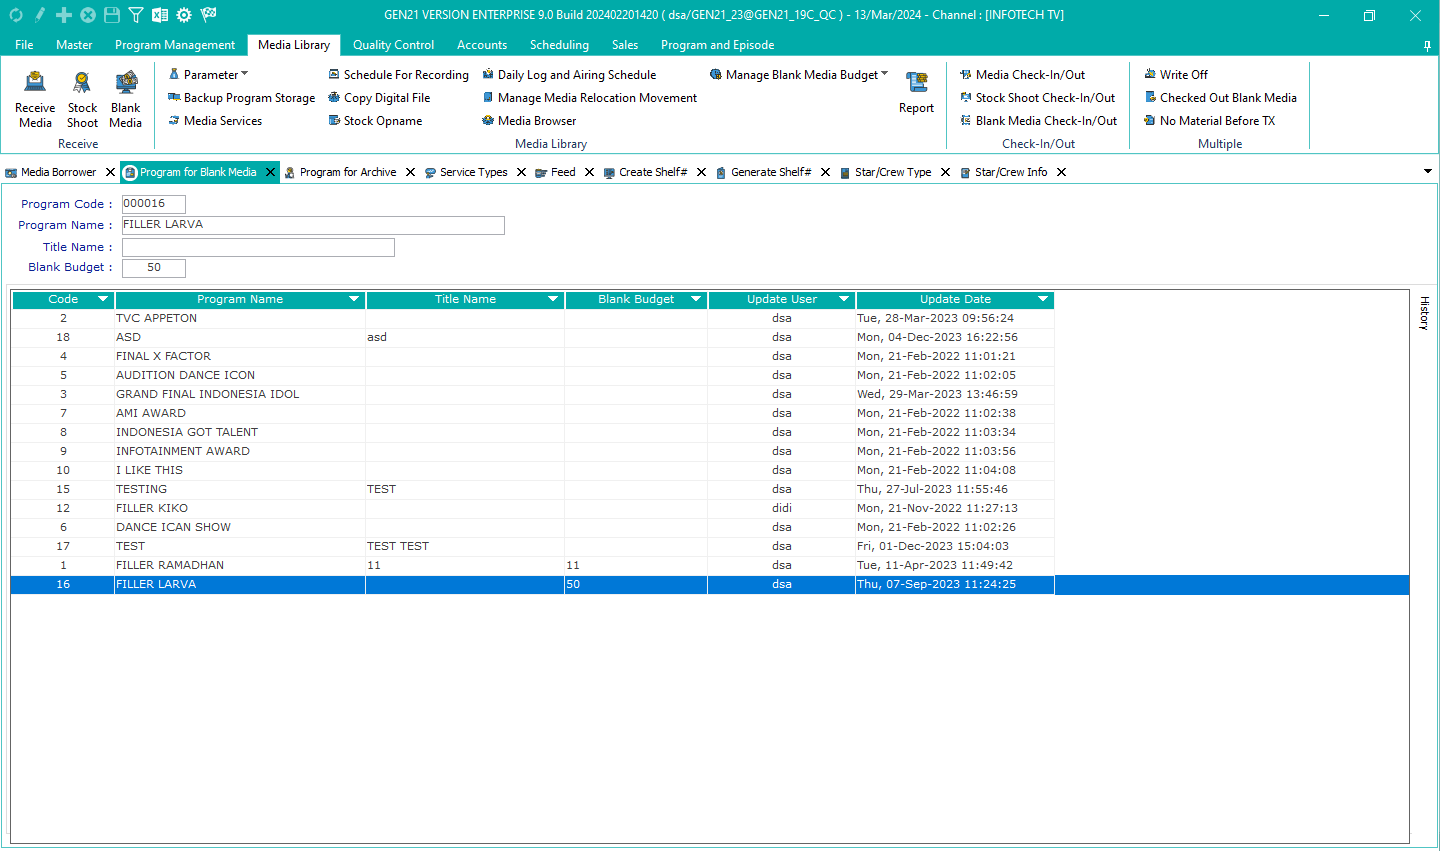 GEN21 VERSION ENTERPRISE 9.0 Build 202402201420 ( dsa/GEN21_23@GEN21_19C_QC ) - 13/Mar/2024 - Channel : [INFOTECH TV]
File Master Program Management Media Library Quality Control Accounts Scheduling Sales Program and Episode
Receive Media
Stock Shoot
Blank Media
Receive
Parameter
Backup Program Storage
Media Services
Schedule For Recording
Copy Digital File
Stock Opname
Daily Log and Airing Schedule
Manage Media Relocation Movement
Media Browser
Manage Blank Media Budget
Report
Media Library
Media Check-In/Out
Stock Shoot Check-In/Out
Blank Media Check-In/Out
Check-In/Out
Write Off
Checked Out Blank Media
No Material Before TX
Multiple
Media Borrower Program for Blank Media Program for Archive Service Types Feed Create Shelf# Generate Shelf# Star/Crew Type Star/Crew Info
Program Code : 000016
Program Name : FILLER LARVA
Title Name :
Blank Budget : 50
Code Program Name Title Name Blank Budget Update User Update Date
2 TVC APPETON dsa Tue, 28-Mar-2023 09:56:24
18 ASD asd dsa Mon, 04-Dec-2023 16:22:56
4 FINAL X FACTOR dsa Mon, 21-Feb-2022 11:01:21
5 AUDITION DANCE ICON dsa Mon, 21-Feb-2022 11:02:05
3 GRAND FINAL INDONESIA IDOL dsa Wed, 29-Mar-2023 13:46:59
7 AMI AWARD dsa Mon, 21-Feb-2022 11:02:38
8 INDONESIA GOT TALENT dsa Mon, 21-Feb-2022 11:03:34
9 INFOTAINMENT AWARD dsa Mon, 21-Feb-2022 11:03:56
10 I LIKE THIS dsa Mon, 21-Feb-2022 11:04:08
15 TESTING TEST dsa Thu, 27-Jul-2023 11:55:46
12 FILLER KIKO didi Mon, 21-Nov-2022 11:27:13
6 DANCE ICAN SHOW dsa Mon, 21-Feb-2022 11:02:26
17 TEST TEST TEST dsa Fri, 01-Dec-2023 15:04:03
1 FILLER RAMADHAN 11 11 dsa Tue, 11-Apr-2023 11:49:42
16 FILLER LARVA 50 dsa Thu, 07-Sep-2023 11:24:25
History